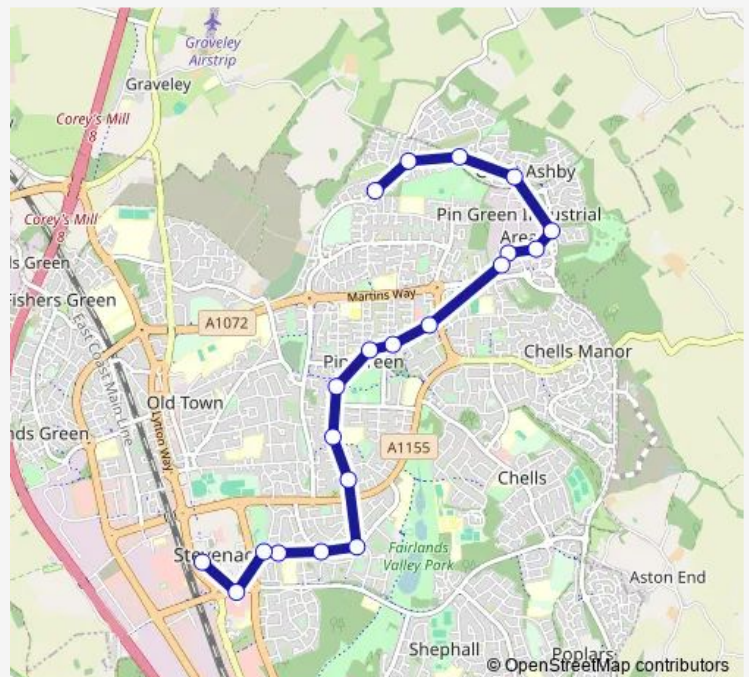 Graveley
Airstrip
Graveley
Corey's Mill
8
Ashby
Pin Green Industrial
Area
Corey's Mill
8
ls Green
Fishers Green
Martins Way
A1072
East Coast Main Line
Pin Green
Chells Manor
Old Town
Lytton Way
nds Green
A1155
Chells
Fairlands
Valley Park
Aston End
Shephall
Poplars
© OpenStreetMap contributors